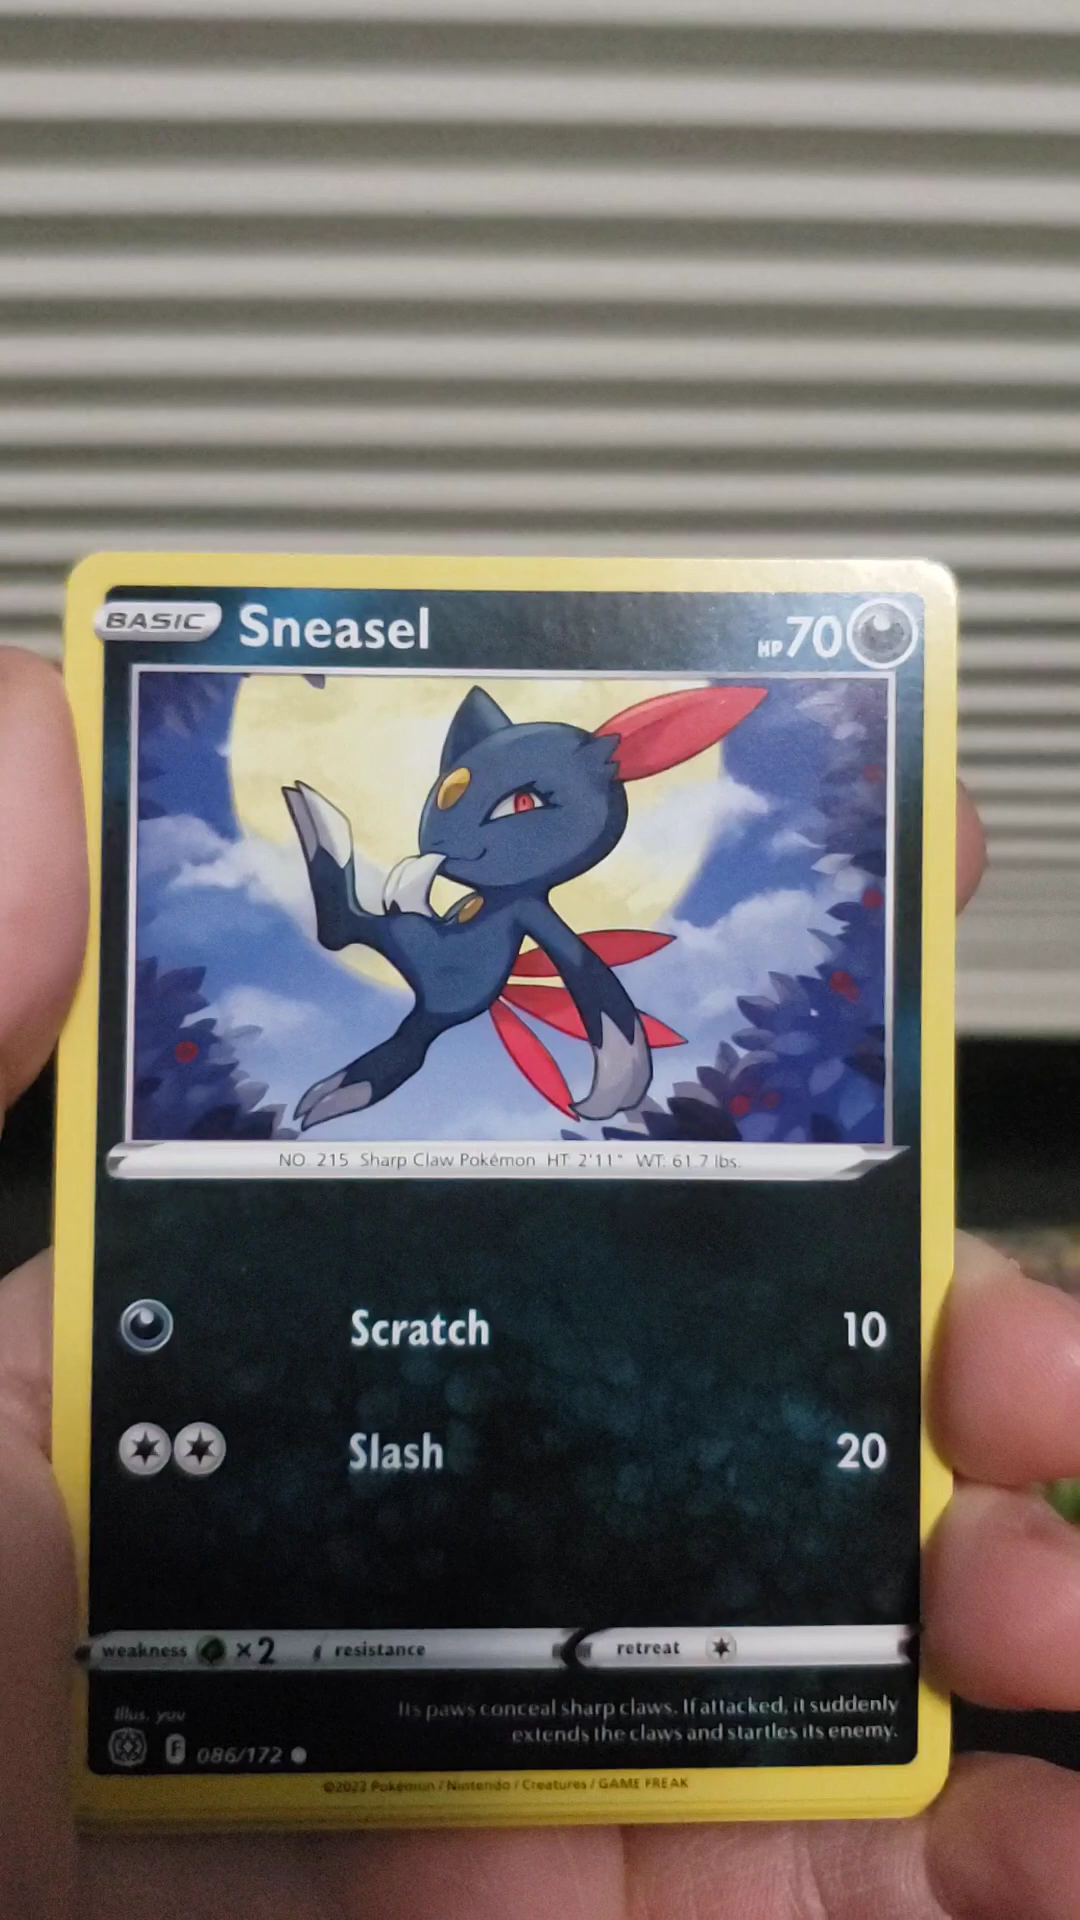 BASIC Sneasel HP 70
NO. 215 Sharp Claw Pokémon HT: 2'11" WT: 61.7 lbs.
Scratch 10
Slash 20
weakness ×2 resistance retreat
Illus. you
Its paws conceal sharp claws. If attacked, it suddenly
extends the claws and startles its enemy.
F 086/172
©2022 Pokémon / Nintendo / Creatures / GAME FREAK